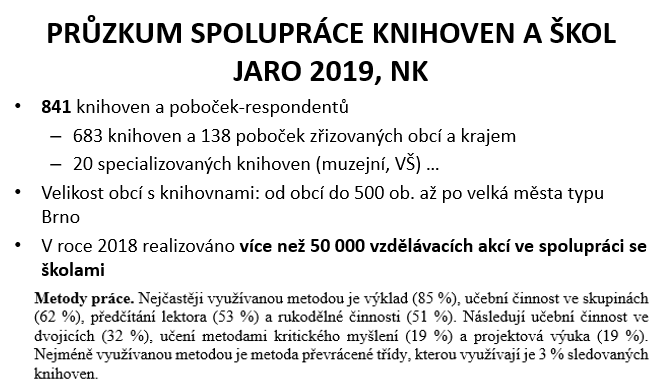 PRŮZKUM SPOLUPRÁCE KNIHOVEN A ŠKOL
JARO 2019, NK
• 841 knihoven a poboček-respondentů
– 683 knihoven a 138 poboček zřizovaných obcí a krajem
– 20 specializovaných knihoven (muzejní, VŠ) …
• Velikost obcí s knihovnami: od obcí do 500 ob. až po velká města typu
Brno
• V roce 2018 realizováno více než 50 000 vzdělávacích akcí ve spolupráci se
školami
Metody práce. Nejčastěji využívanou metodou je výklad (85 %), učební činnost ve skupinách
(62 %), předčítání lektora (53 %) a rukodělné činnosti (51 %). Následují učební činnost ve
dvojicích (32 %), učení metodami kritického myšlení (19 %) a projektová výuka (19 %).
Nejméně využívanou metodou je metoda převrácené třídy, kterou využívají je 3 % sledovaných
knihoven.